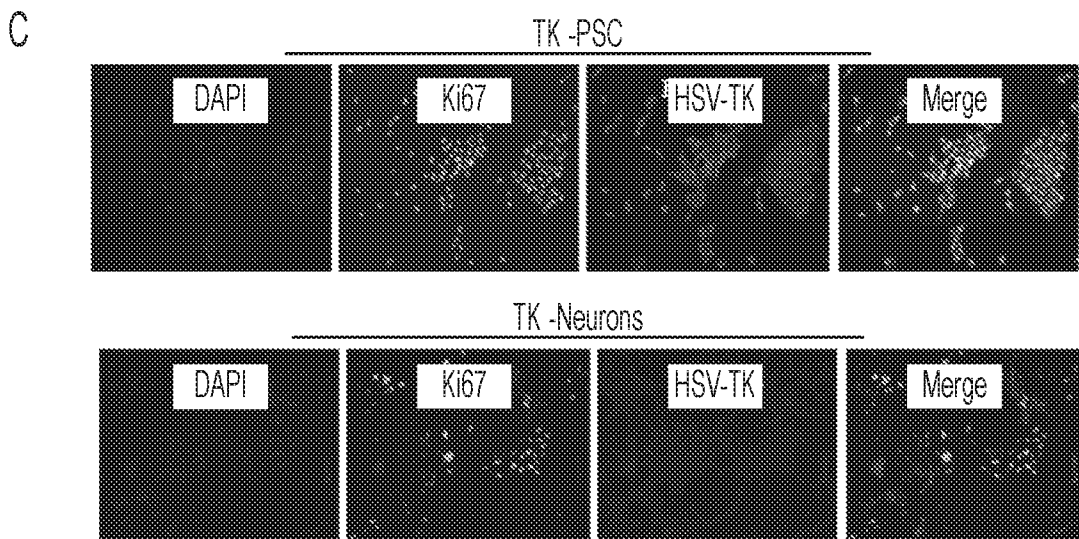 C
TK -PSC
DAPI Ki67 HSV-TK Merge
TK -Neurons
DAPI Ki67 HSV-TK Merge